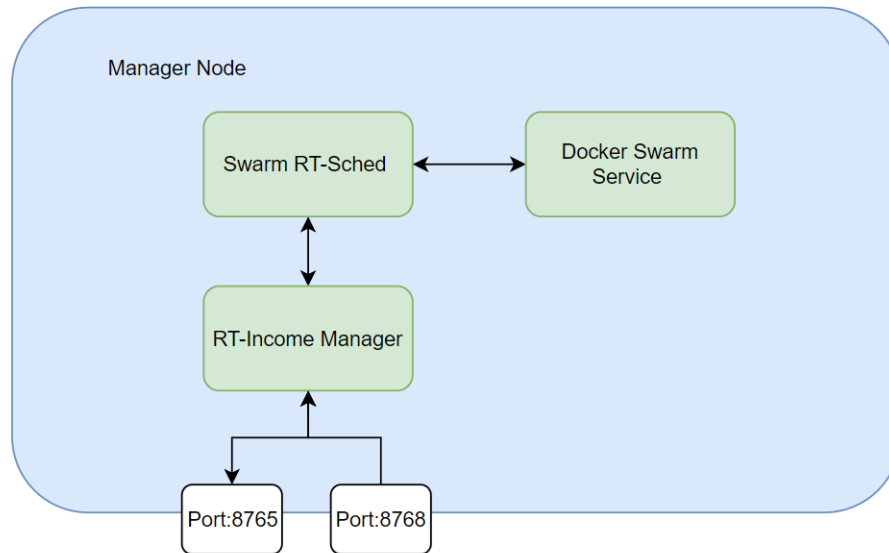 Manager Node
Swarm RT-Sched
Docker Swarm
Service
RT-Income Manager
Port:8765
Port:8768